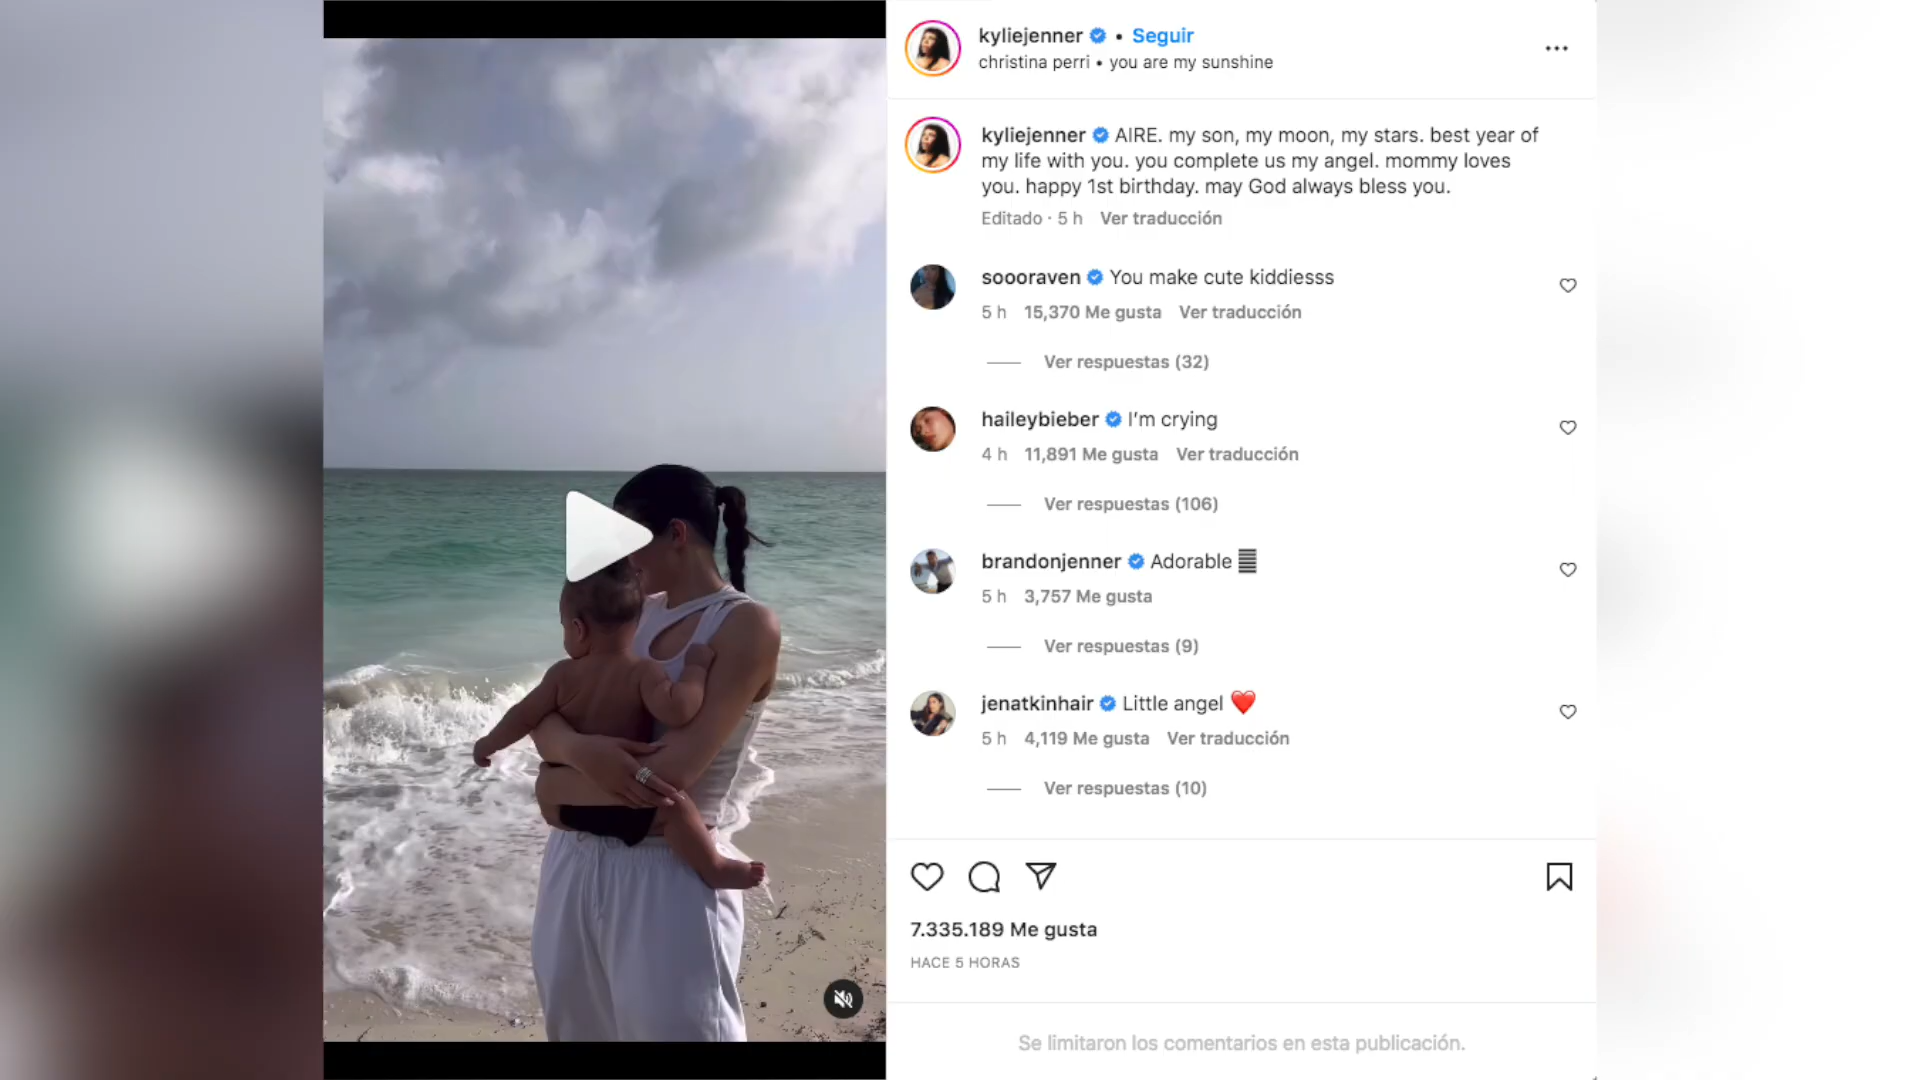 kyliejenner • Seguir
christina perri • you are my sunshine
kyliejenner AIRE. my son, my moon, my stars. best year of
my life with you. you complete us my angel. mommy loves
you. happy 1st birthday. may God always bless you.
Editado · 5 h Ver traducción
soooraven You make cute kiddiesss
5 h 15,370 Me gusta Ver traducción
Ver respuestas (32)
haileybieber I’m crying
4 h 11,891 Me gusta Ver traducción
Ver respuestas (106)
brandonjenner Adorable
5 h 3,757 Me gusta
Ver respuestas (9)
jenatkinhair Little angel ❤️
5 h 4,119 Me gusta Ver traducción
Ver respuestas (10)
7.335.189 Me gusta
HACE 5 HORAS
Se limitaron los comentarios en esta publicación.